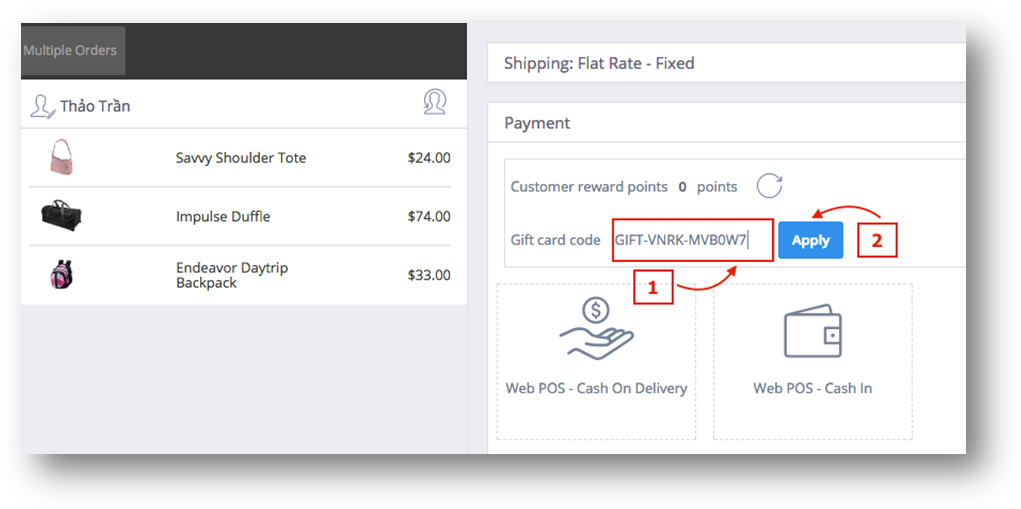 Multiple Orders
Thảo Trần
Savvy Shoulder Tote $24.00
Impulse Duffle $74.00
Endeavor Daytrip
Backpack $33.00
Shipping: Flat Rate - Fixed
Payment
Customer reward points 0 points
Gift card code GIFT-VNRK-MVB0W7 Apply 2
1
$
Web POS - Cash On Delivery
Web POS - Cash In